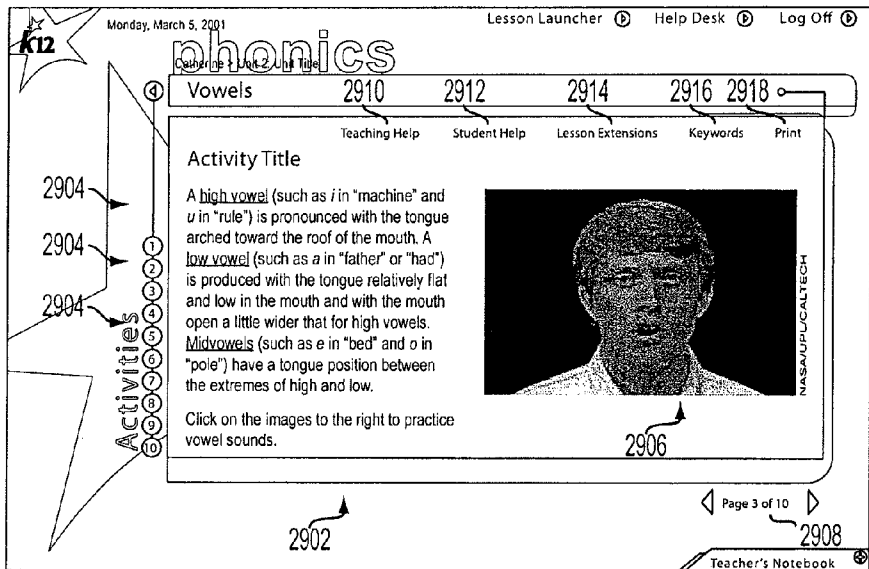 Lesson Launcher Help Desk Log Off
k12
Monday, March 5, 2001
phonics
Catherine > Unit 2, Unit Title
Vowels
2910 2912 2914 2916 2918
Teaching Help Student Help Lesson Extensions Keywords Print
Activity Title
A high vowel (such as i in "machine" and
u in "rule") is pronounced with the tongue
arched toward the roof of the mouth. A
low vowel (such as a in "father" or "had")
is produced with the tongue relatively flat
and low in the mouth and with the mouth
open a little wider that for high vowels.
Midvowels (such as e in "bed" and o in
"pole") have a tongue position between
the extremes of high and low.
Click on the images to the right to practice
vowel sounds.
NASA/UPL/CALTECH
2904
2904
2904
Activities
1
2
3
4
5
6
7
8
9
10
2906
2902
Page 3 of 10
2908
Teacher's Notebook